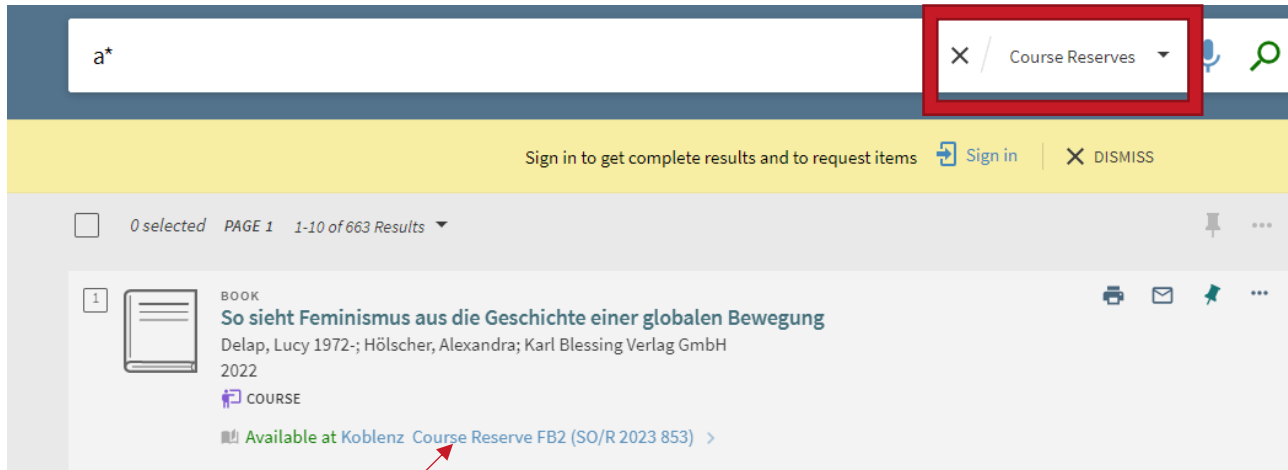 a*
Course Reserves
Sign in to get complete results and to request items Sign in DISMISS
0 selected PAGE 1 1-10 of 663 Results
1
BOOK
So sieht Feminismus aus die Geschichte einer globalen Bewegung
Delap, Lucy 1972-; Hölscher, Alexandra; Karl Blessing Verlag GmbH
2022
COURSE
Available at Koblenz Course Reserve FB2 (SO/R 2023 853) >